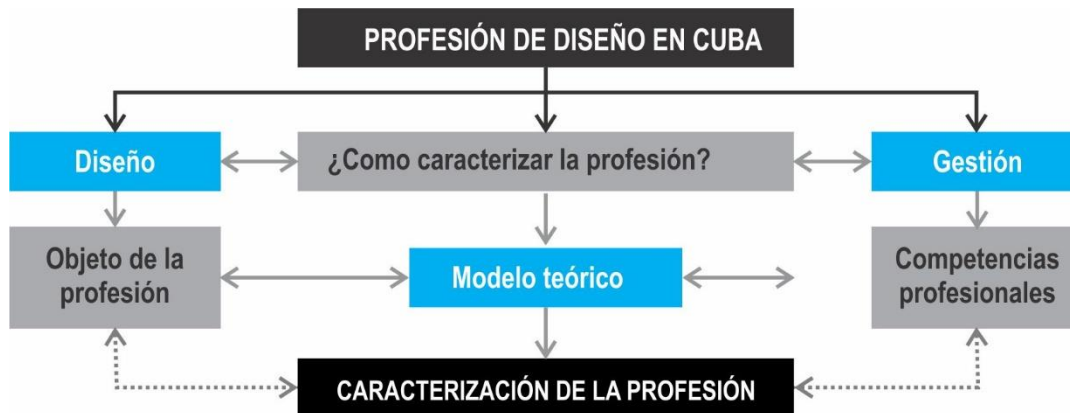 PROFESIÓN DE DISEÑO EN CUBA
Diseño
¿Como caracterizar la profesión?
Gestión
Objeto de la
profesión
Modelo teórico
Competencias
profesionales
CARACTERIZACIÓN DE LA PROFESIÓN